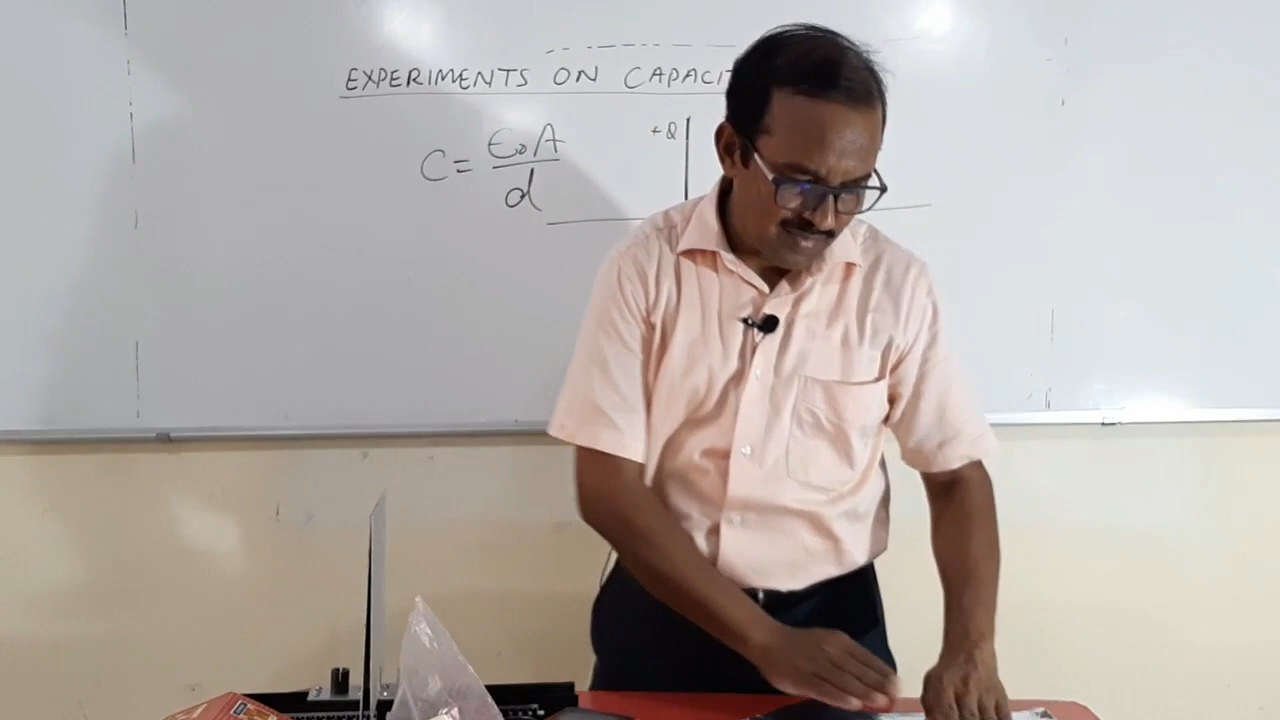 EXPERIMENTS ON CAPACIT
C = ε₀A / d
+Q